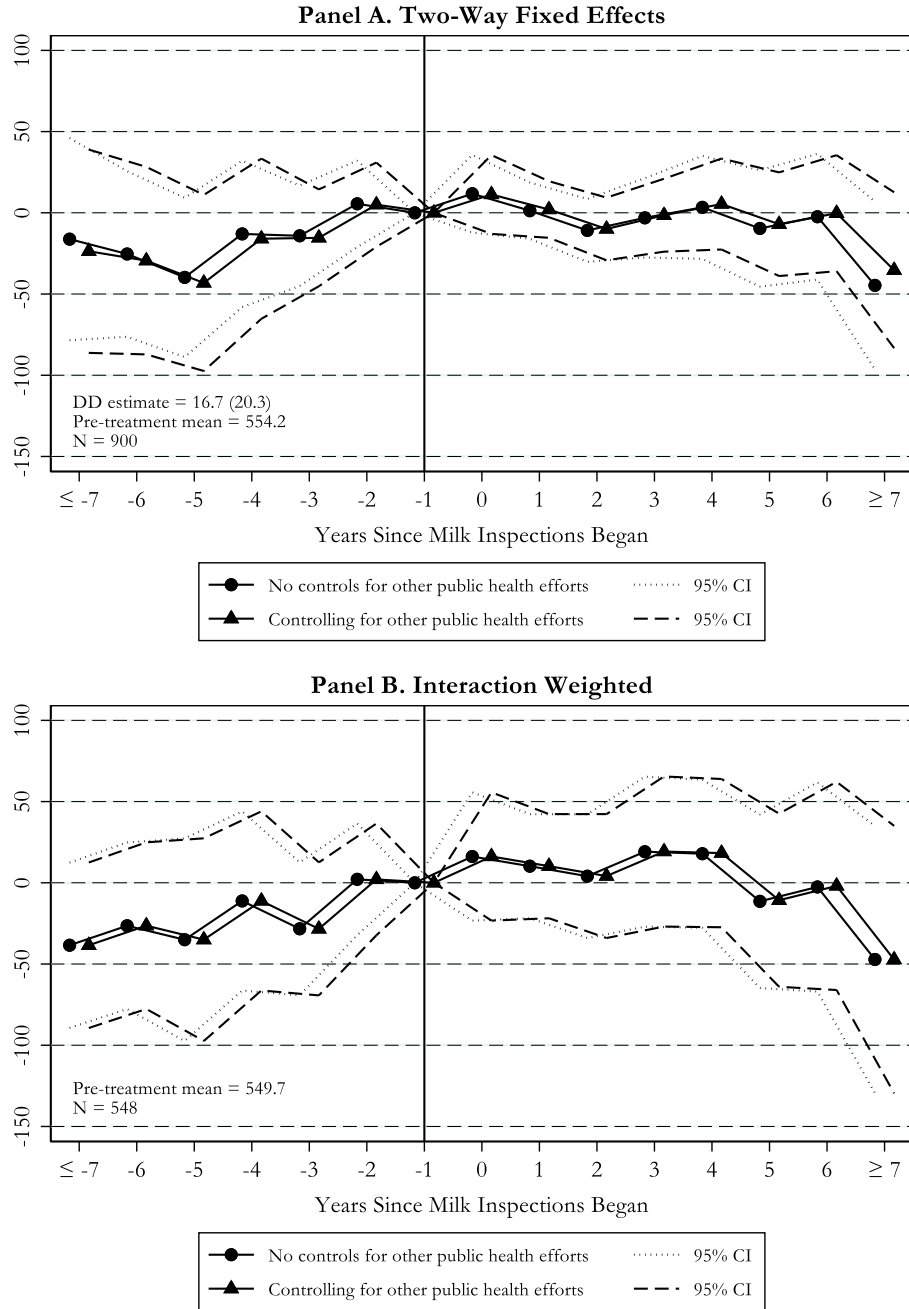 Panel A. Two-Way Fixed Effects
100
50
0
-50
-100
-150
DD estimate = 16.7 (20.3)
Pre-treatment mean = 554.2
N = 900
≤ -7 -6 -5 -4 -3 -2 -1 0 1 2 3 4 5 6 ≥ 7
Years Since Milk Inspections Began
No controls for other public health efforts 95% CI
Controlling for other public health efforts 95% CI
Panel B. Interaction Weighted
100
50
0
-50
-100
-150
Pre-treatment mean = 549.7
N = 548
≤ -7 -6 -5 -4 -3 -2 -1 0 1 2 3 4 5 6 ≥ 7
Years Since Milk Inspections Began
No controls for other public health efforts 95% CI
Controlling for other public health efforts 95% CI